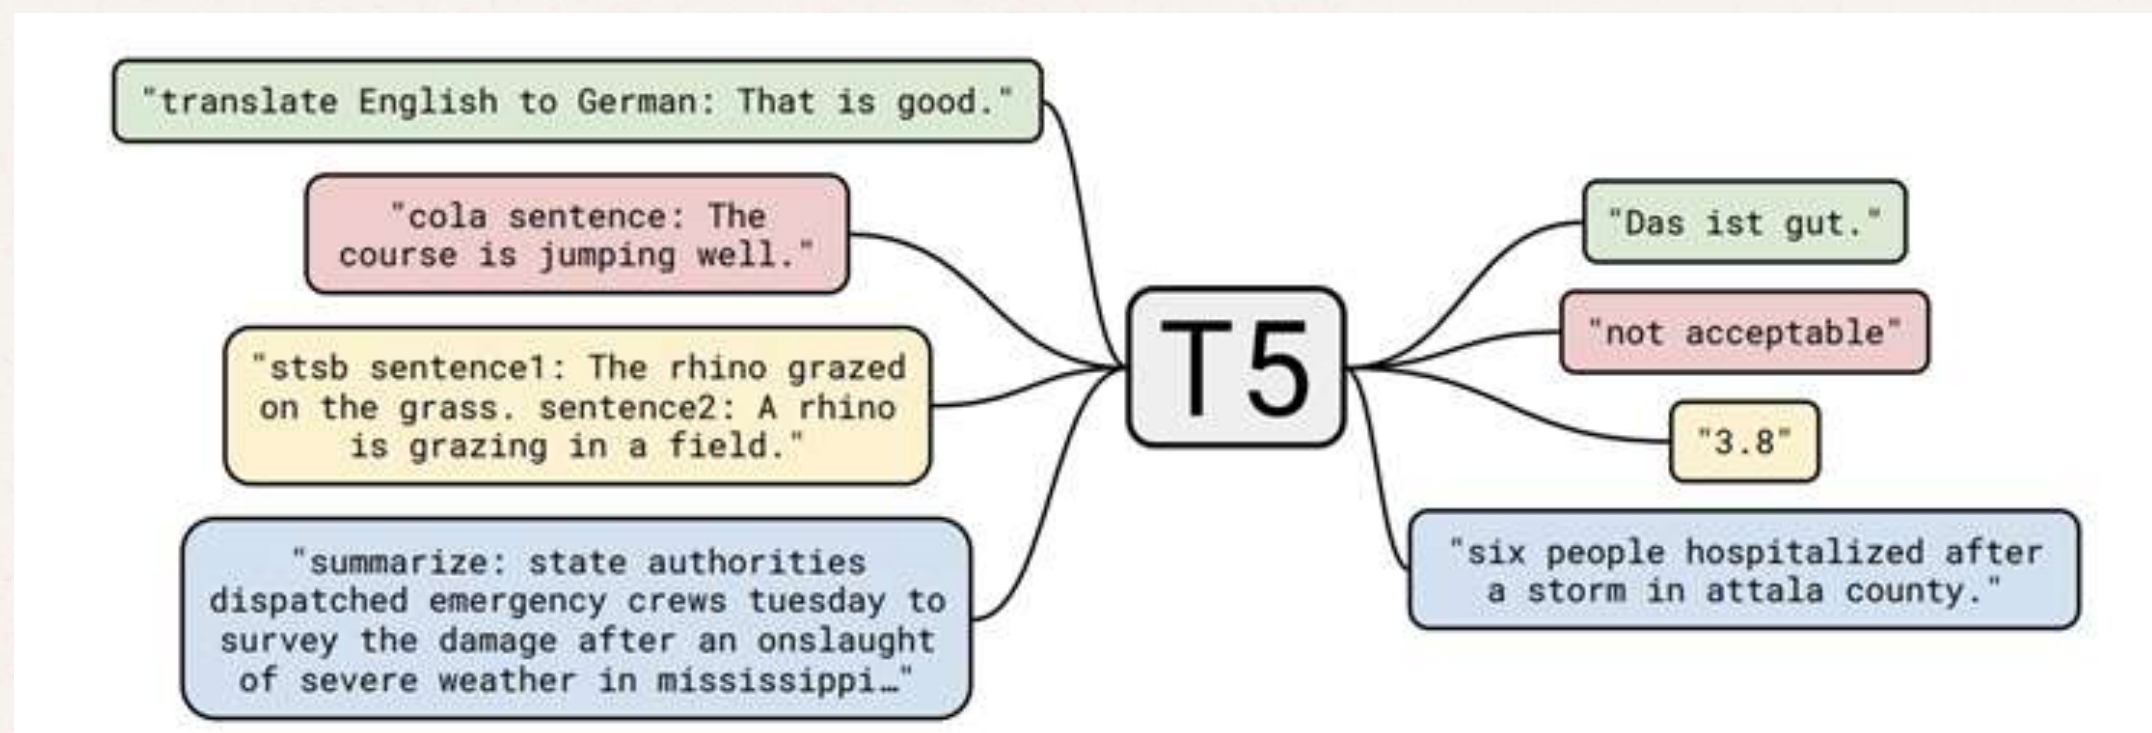 "translate English to German: That is good."
"cola sentence: The
course is jumping well."
"stsb sentence1: The rhino grazed
on the grass. sentence2: A rhino
is grazing in a field."
"summarize: state authorities
dispatched emergency crews tuesday to
survey the damage after an onslaught
of severe weather in mississippi…"
T5
"Das ist gut."
"not acceptable"
"3.8"
"six people hospitalized after
a storm in attala county."